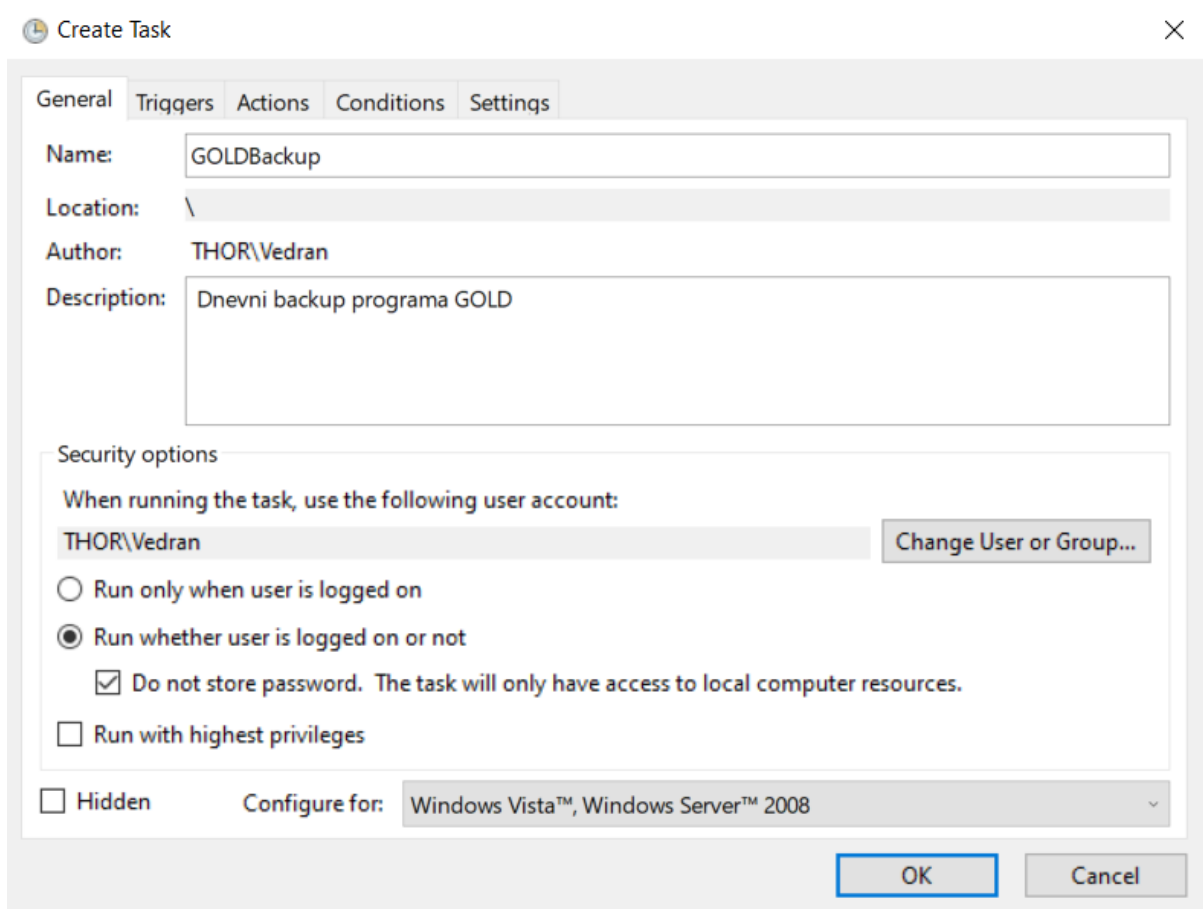 Create Task
General Triggers Actions Conditions Settings
Name: GOLDBackup
Location: \
Author: THOR\Vedran
Description: Dnevni backup programa GOLD
Security options
When running the task, use the following user account:
THOR\Vedran Change User or Group...
Run only when user is logged on
Run whether user is logged on or not
Do not store password. The task will only have access to local computer resources.
Run with highest privileges
Hidden Configure for: Windows Vista™, Windows Server™ 2008
OK Cancel